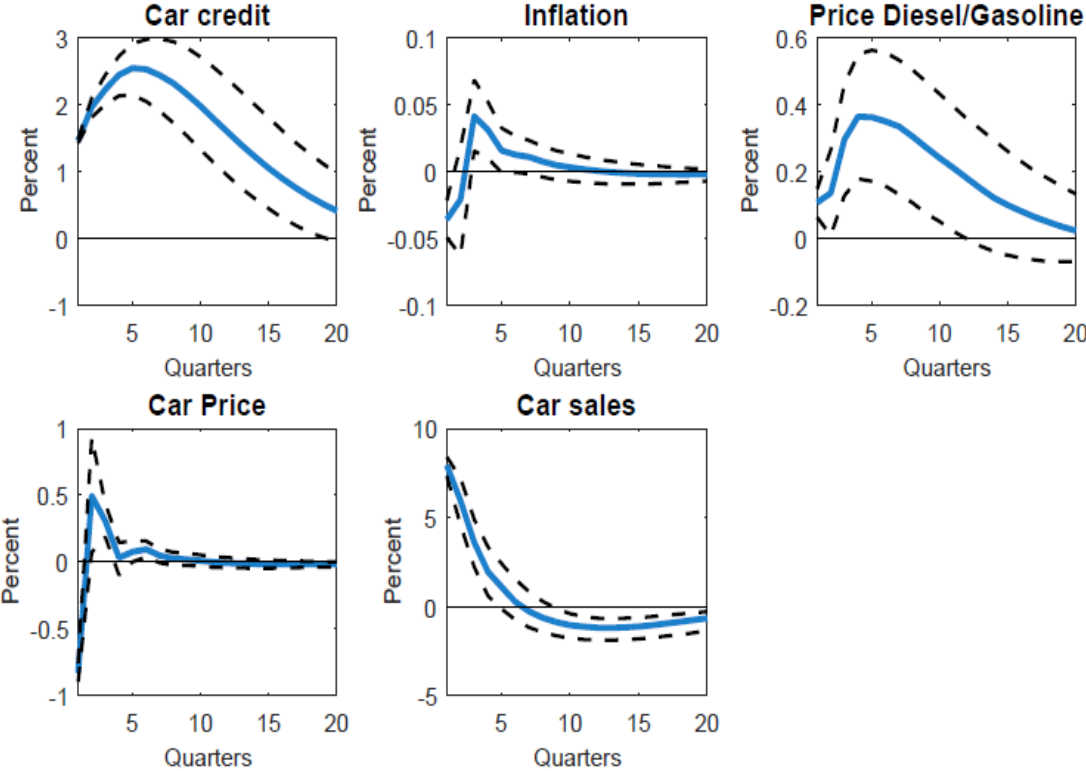 Car credit
3
2
1
0
-1
Percent
5 10 15 20
Quarters
Inflation
0.1
0.05
0
-0.05
-0.1
Percent
5 10 15 20
Quarters
Price Diesel/Gasoline
0.6
0.4
0.2
0
-0.2
Percent
5 10 15 20
Quarters
Car Price
1
0.5
0
-0.5
-1
Percent
5 10 15 20
Quarters
Car sales
10
5
0
-5
Percent
5 10 15 20
Quarters